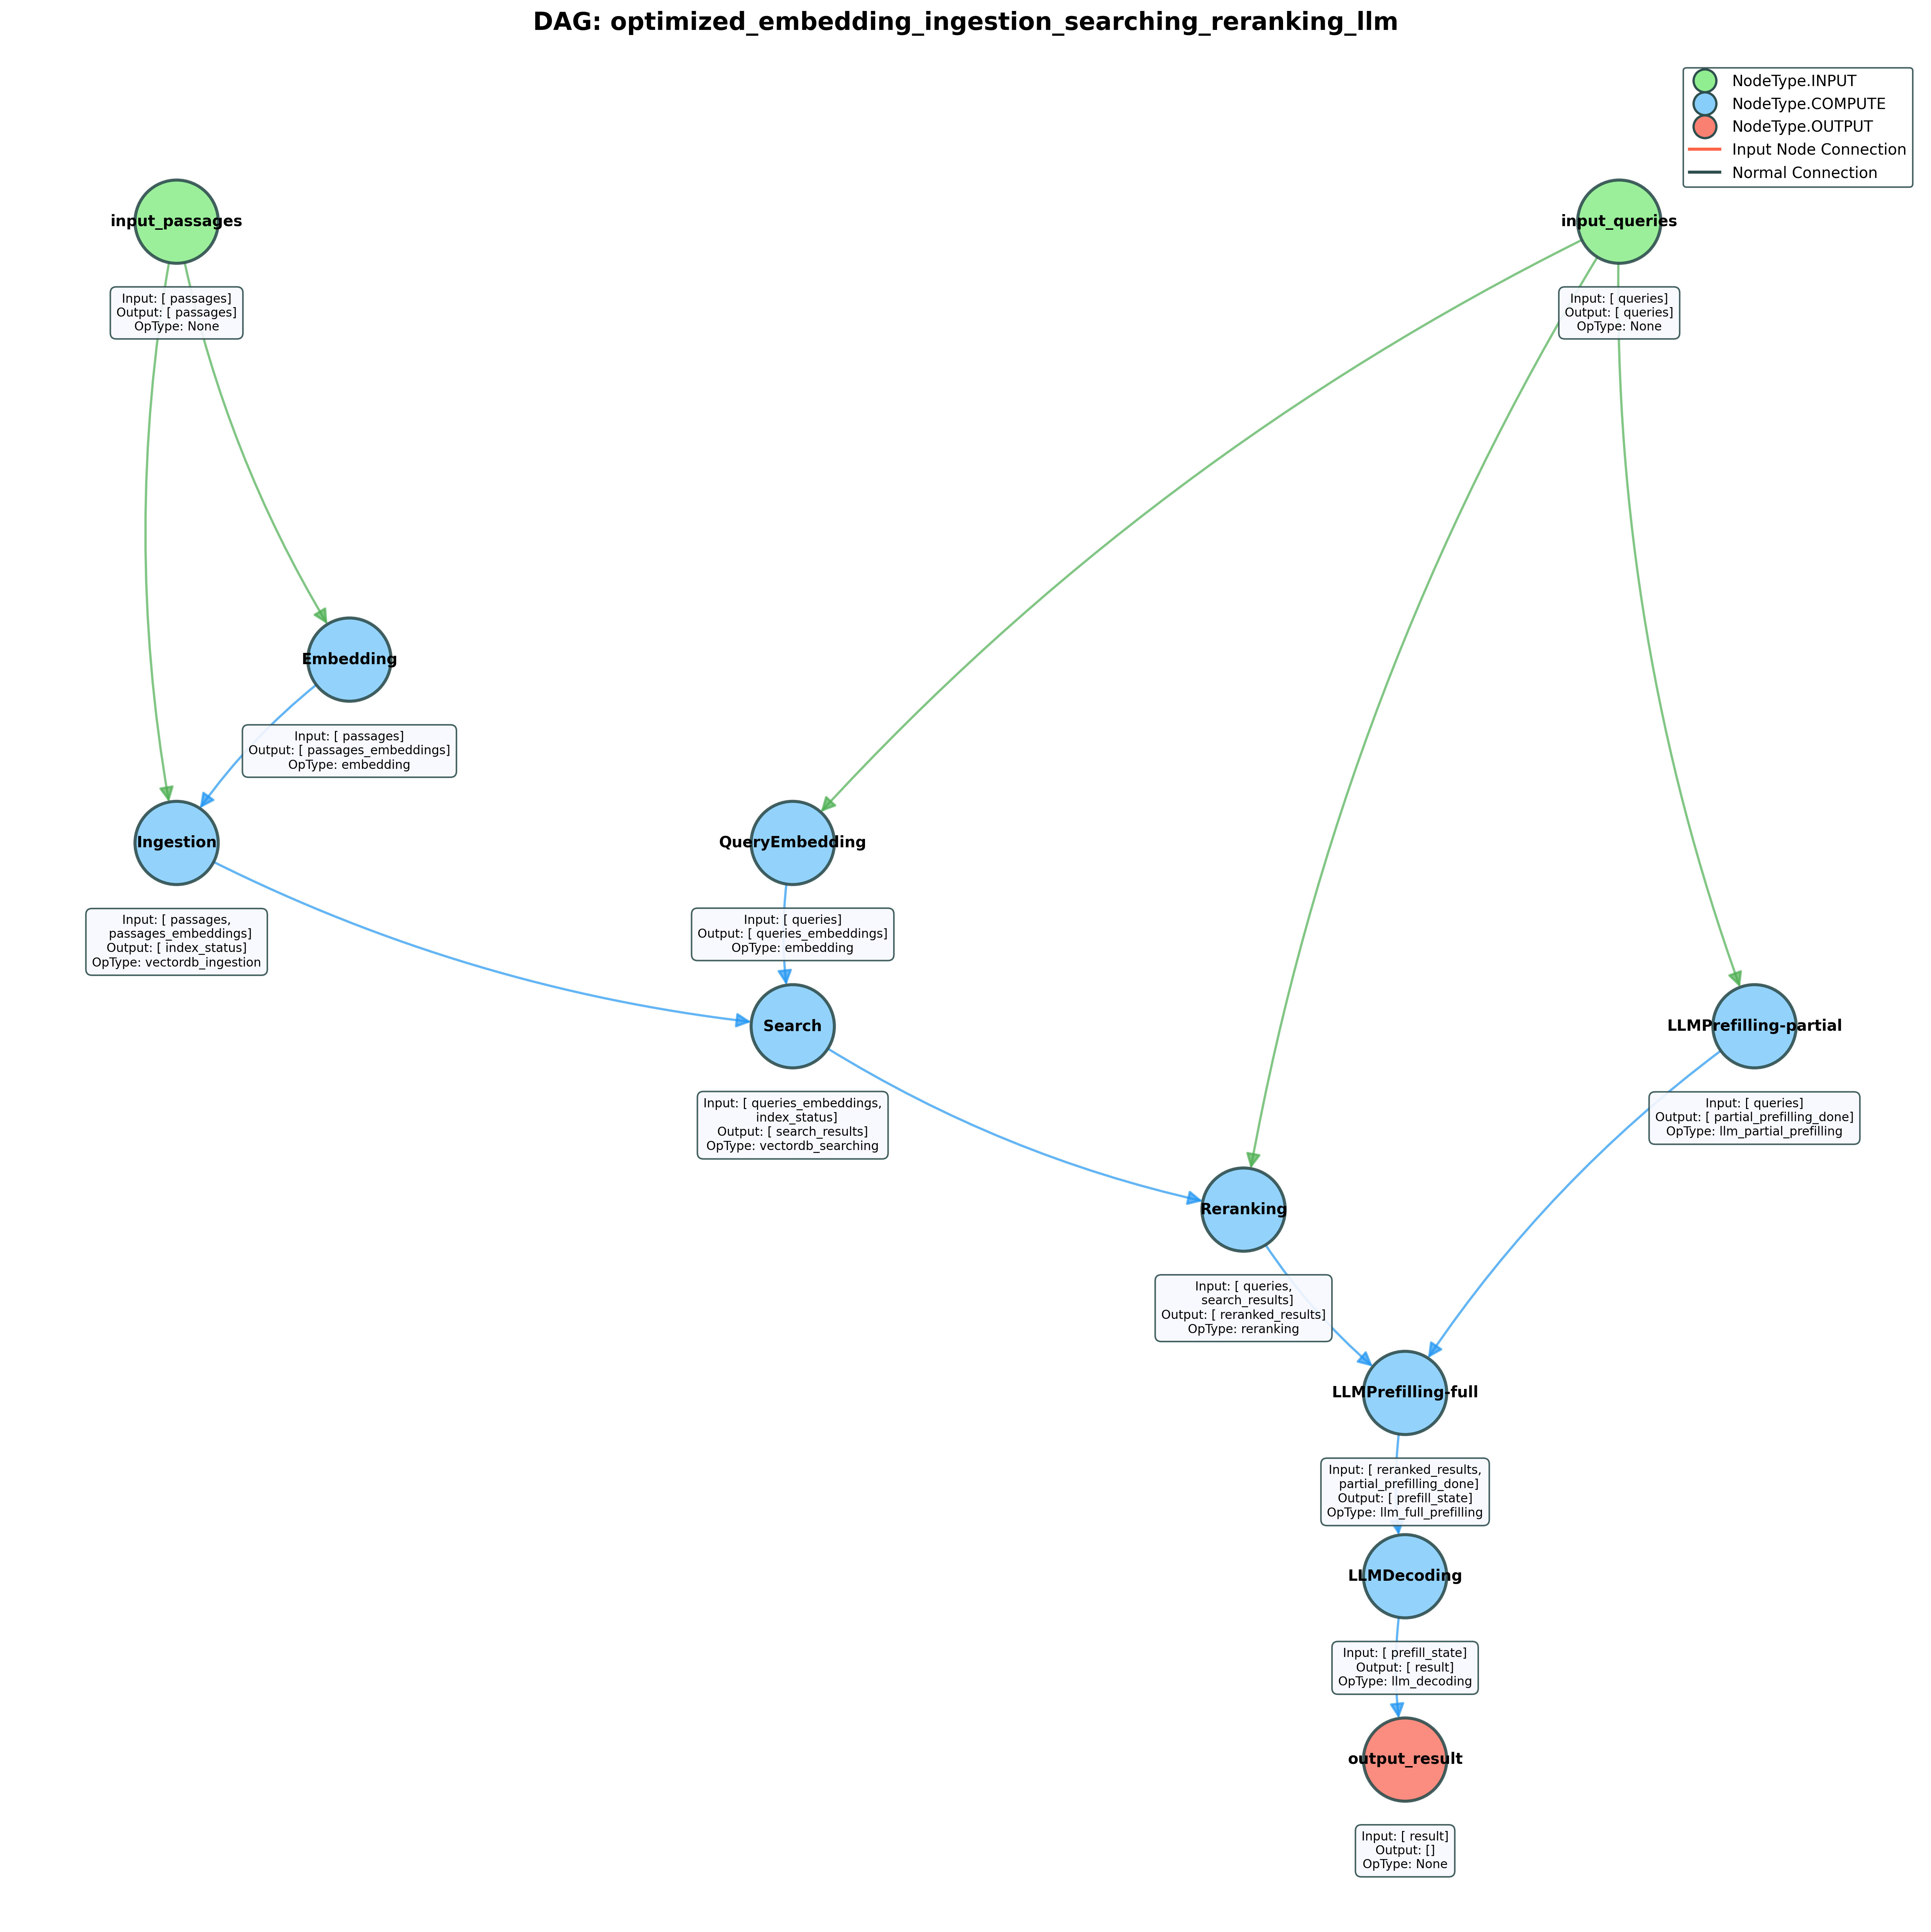 DAG: optimized_embedding_ingestion_searching_reranking_llm
NodeType.INPUT
NodeType.COMPUTE
NodeType.OUTPUT
Input Node Connection
Normal Connection
input_passages
Input: [ passages]
Output: [ passages]
OpType: None
input_queries
Input: [ queries]
Output: [ queries]
OpType: None
Embedding
Input: [ passages]
Output: [ passages_embeddings]
OpType: embedding
Ingestion
Input: [ passages,
passages_embeddings]
Output: [ index_status]
OpType: vectordb_ingestion
QueryEmbedding
Input: [ queries]
Output: [ queries_embeddings]
OpType: embedding
Search
Input: [ queries_embeddings,
index_status]
Output: [ search_results]
OpType: vectordb_searching
LLMPrefilling-partial
Input: [ queries]
Output: [ partial_prefilling_done]
OpType: llm_partial_prefilling
Reranking
Input: [ queries,
search_results]
Output: [ reranked_results]
OpType: reranking
LLMPrefilling-full
Input: [ reranked_results,
partial_prefilling_done]
Output: [ prefill_state]
OpType: llm_full_prefilling
LLMDecoding
Input: [ prefill_state]
Output: [ result]
OpType: llm_decoding
output_result
Input: [ result]
Output: []
OpType: None